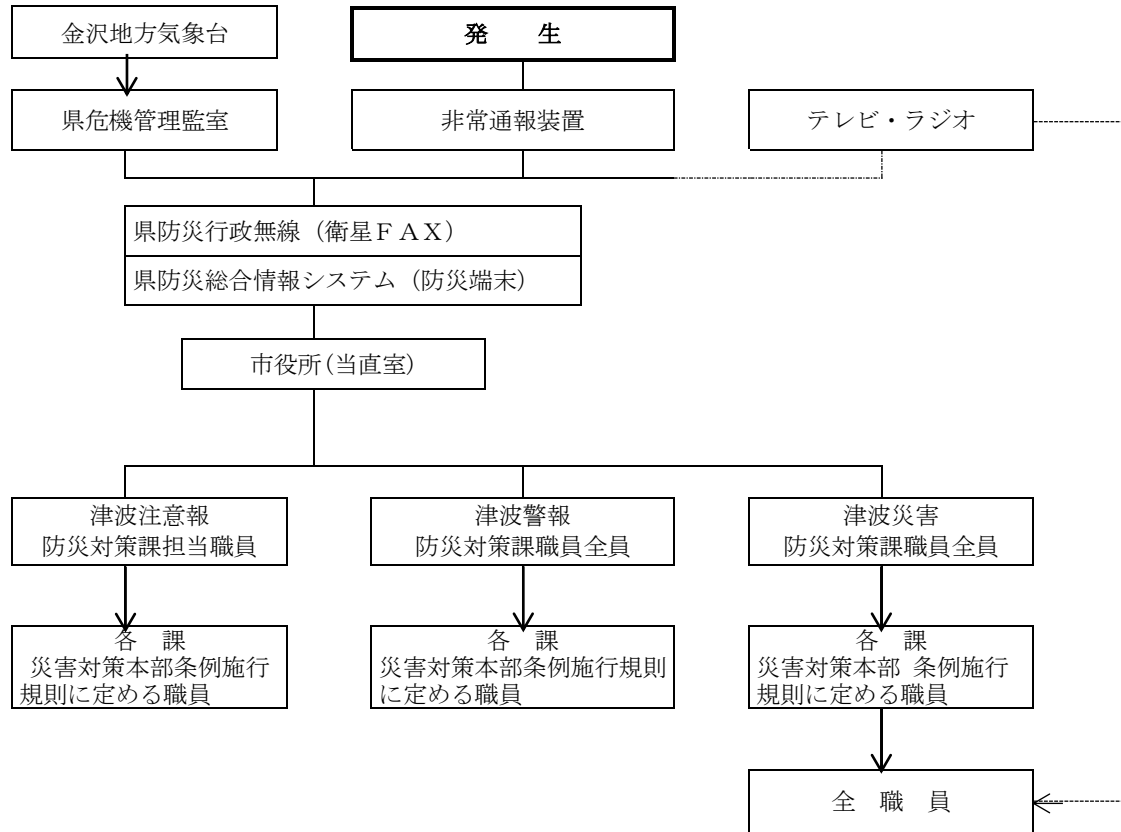 金沢地方気象台
発　生
県危機管理監室
非常通報装置
テレビ・ラジオ
県防災行政無線（衛星ＦＡＸ）
県防災総合情報システム（防災端末）
市役所(当直室)
津波注意報
防災対策課担当職員
津波警報
防災対策課職員全員
津波災害
防災対策課職員全員
各　課
災害対策本部条例施行
規則に定める職員
各　課
災害対策本部条例施行規則
に定める職員
各　課
災害対策本部 条例施行
規則に定める職員
全　職　員